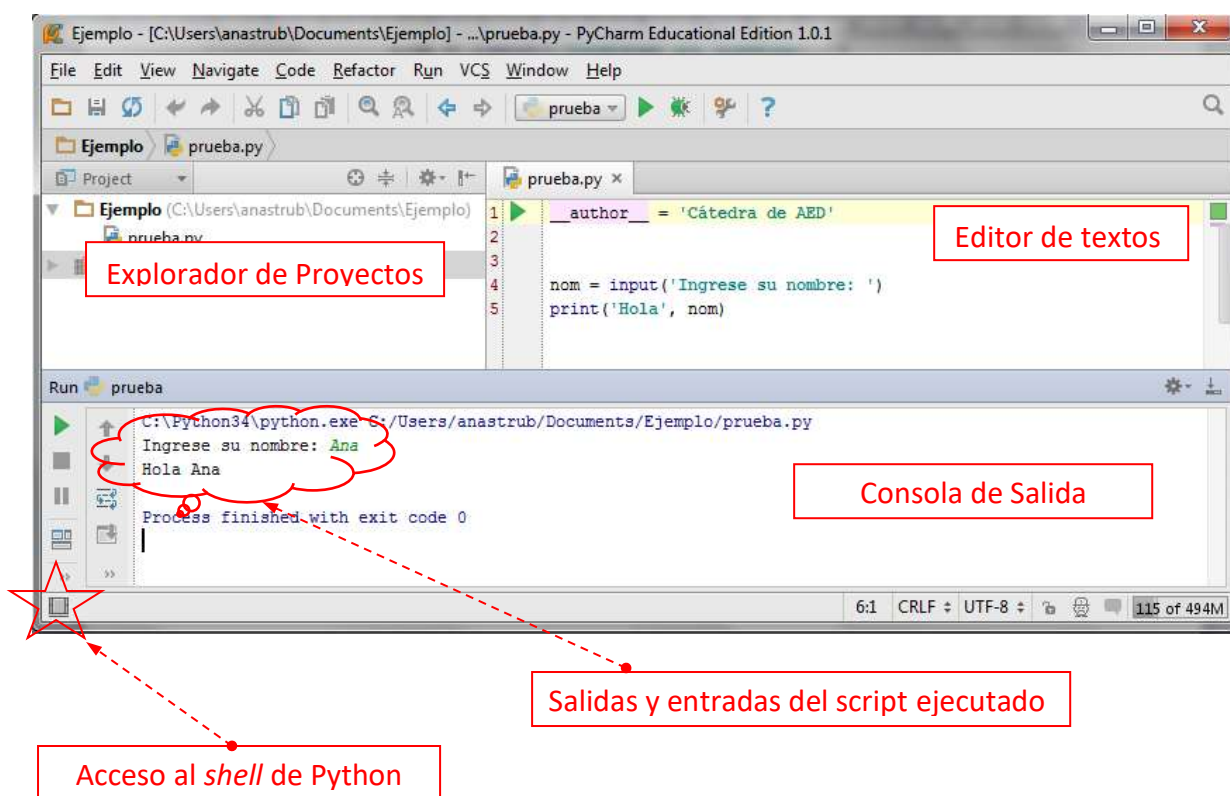 Ejemplo - [C:\Users\anastrub\Documents\Ejemplo] - ...\prueba.py - PyCharm Educational Edition 1.0.1
File Edit View Navigate Code Refactor Run VCS Window Help
prueba
Ejemplo prueba.py
Project
prueba.py ×
Ejemplo (C:\Users\anastrub\Documents\Ejemplo)
prueba.py
Explorador de Proyectos
1 __author__ = 'Cátedra de AED'
2
3
4 nom = input('Ingrese su nombre: ')
5 print('Hola', nom)
Editor de textos
Run prueba
C:\Python34\python.exe C:/Users/anastrub/Documents/Ejemplo/prueba.py
Ingrese su nombre: Ana
Hola Ana
Process finished with exit code 0
Consola de Salida
6:1 CRLF UTF-8 115 of 494M
Salidas y entradas del script ejecutado
Acceso al shell de Python